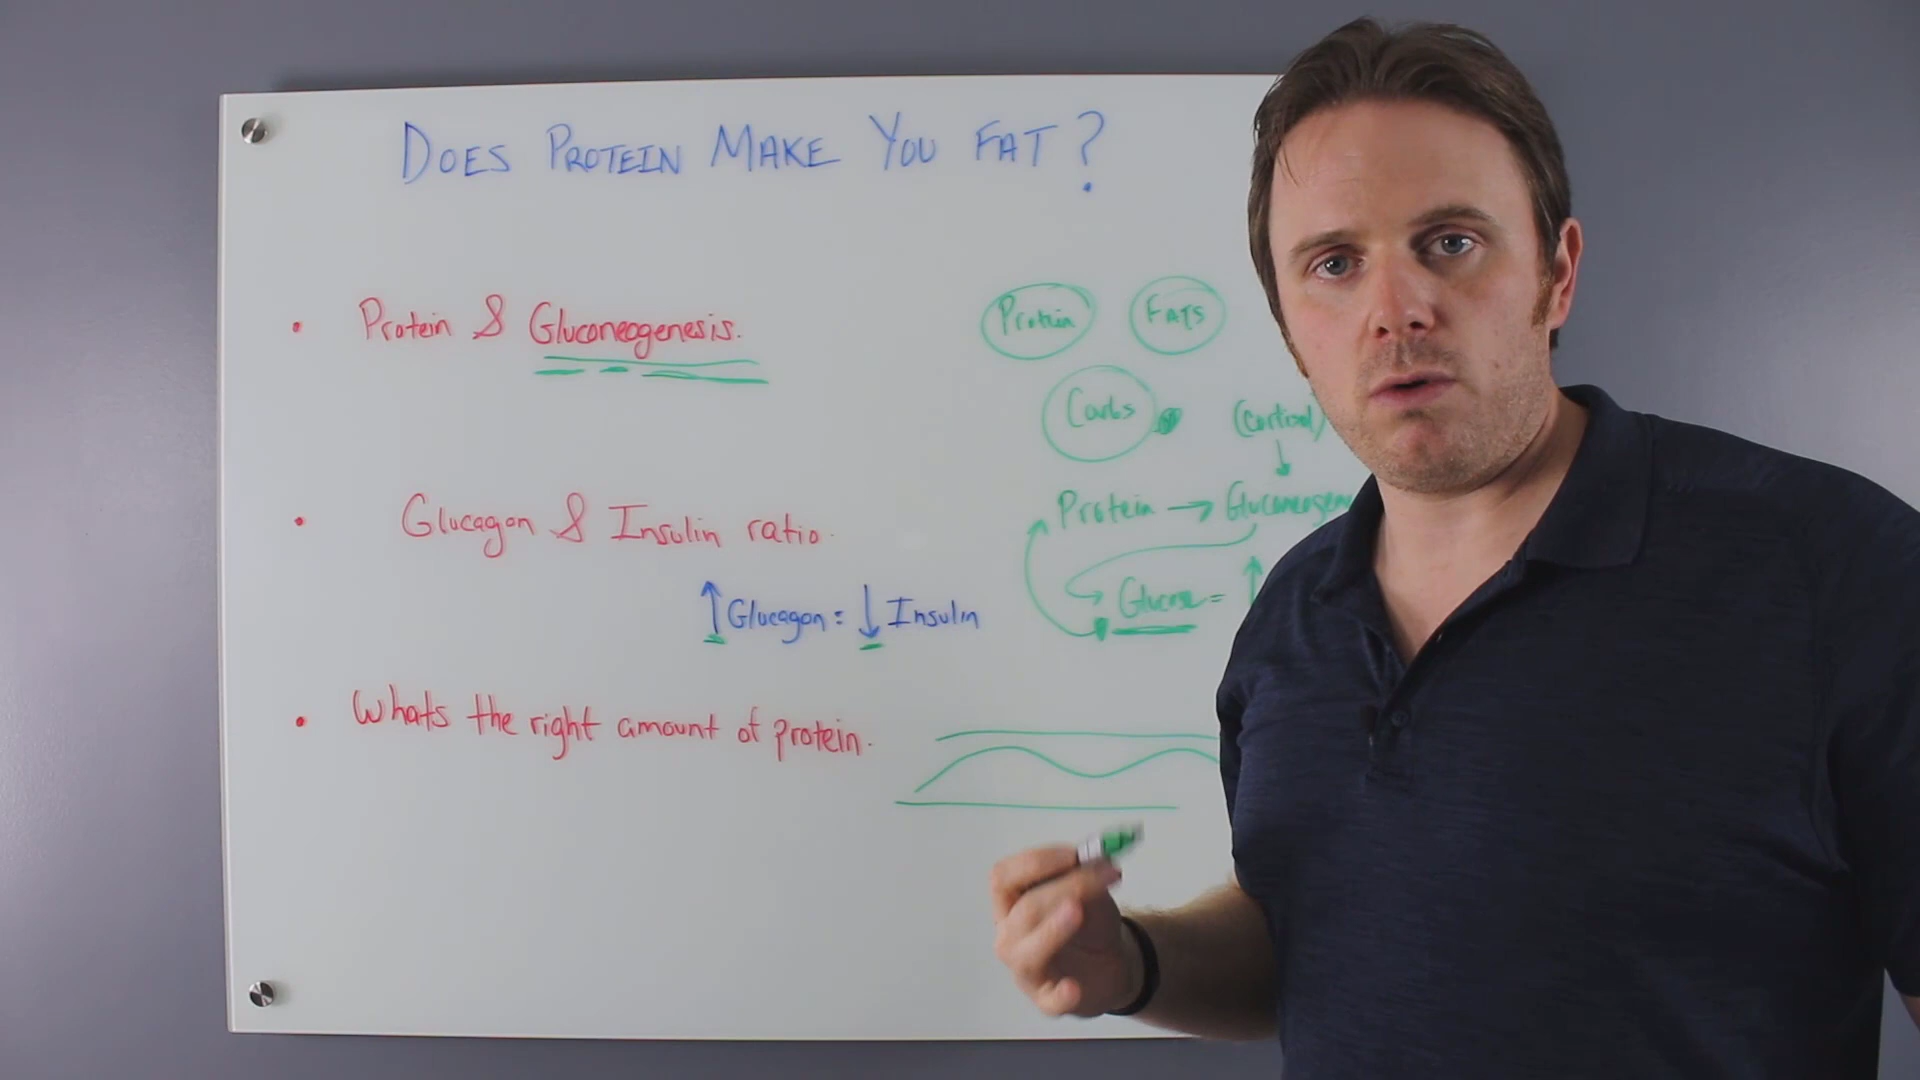 DOES PROTEIN MAKE YOU FAT?
• Protein & Gluconeogenesis.
Protein
FATS
Carbs
(Cortisol)
↓
Protein → Gluconeogen
Glucose = ↑
• Glucagon & Insulin ratio.
↑ Glucagon = ↓ Insulin
• Whats the right amount of protein.